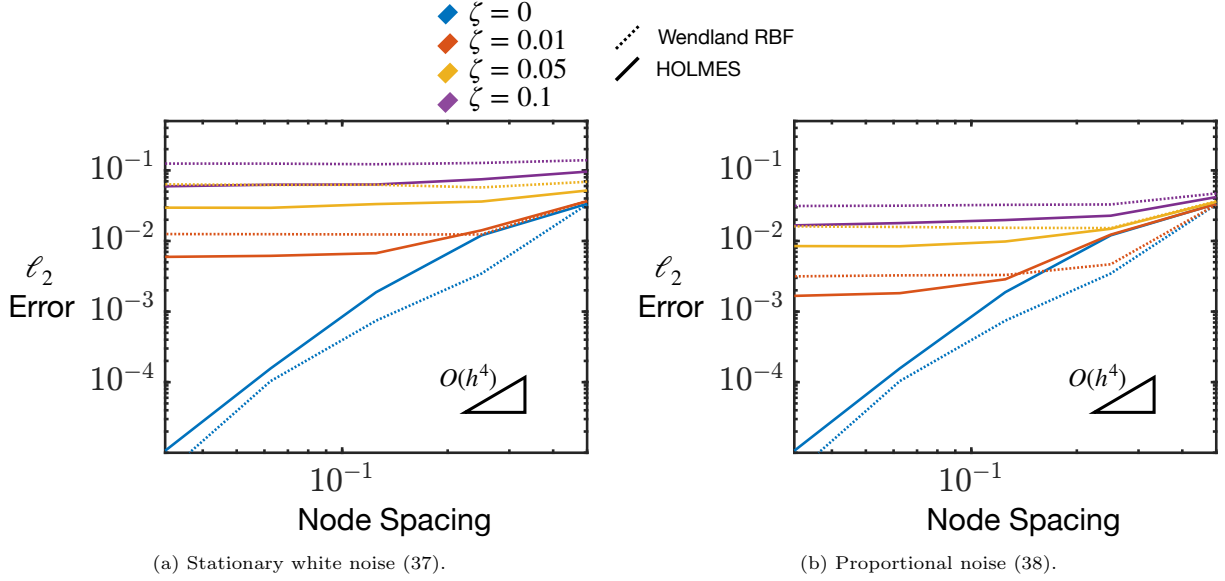 ζ = 0
ζ = 0.01
ζ = 0.05
ζ = 0.1
Wendland RBF
HOLMES
10⁻¹
10⁻²
10⁻³
10⁻⁴
ℓ₂
Error
O(h⁴)
10⁻¹
Node Spacing
(a) Stationary white noise (37).
10⁻¹
10⁻²
10⁻³
10⁻⁴
ℓ₂
Error
O(h⁴)
10⁻¹
Node Spacing
(b) Proportional noise (38).